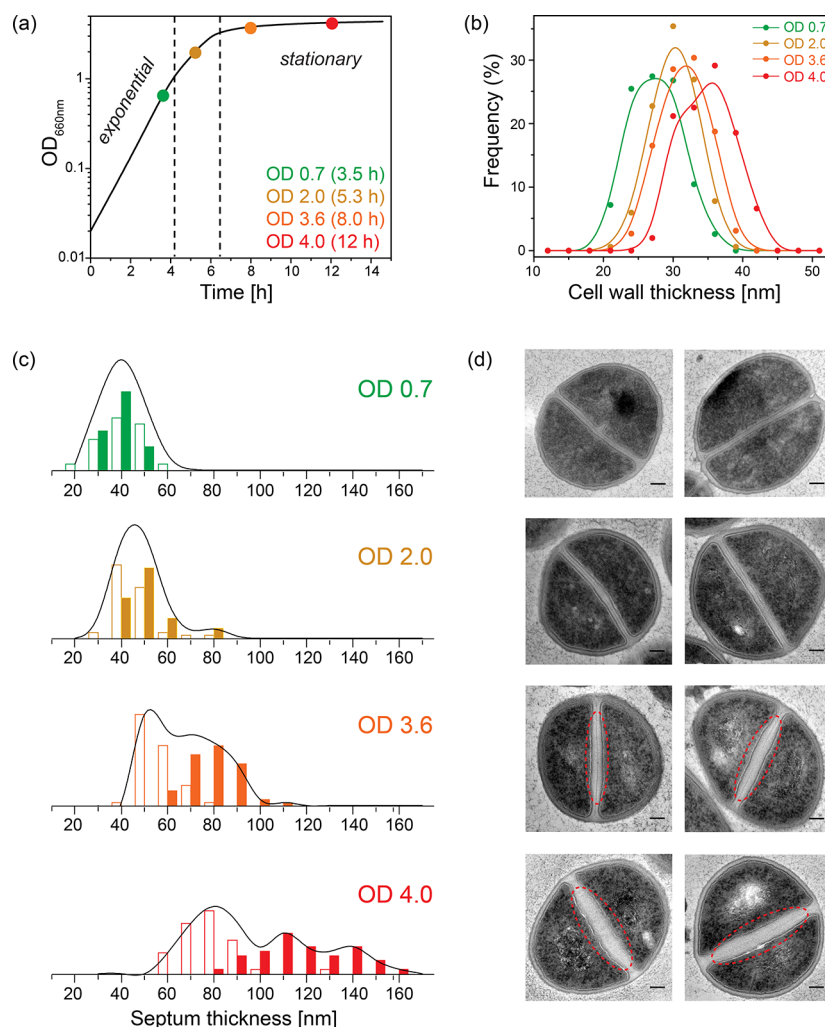 (a)
OD660nm
1
0.1
0.01
exponential
stationary
OD 0.7 (3.5 h)
OD 2.0 (5.3 h)
OD 3.6 (8.0 h)
OD 4.0 (12 h)
0 2 4 6 8 10 12 14
Time [h]
(b)
Frequency (%)
30
20
10
0
OD 0.7
OD 2.0
OD 3.6
OD 4.0
10 20 30 40 50
Cell wall thickness [nm]
(c)
OD 0.7
20 40 60 80 100 120 140 160
OD 2.0
20 40 60 80 100 120 140 160
OD 3.6
20 40 60 80 100 120 140 160
OD 4.0
20 40 60 80 100 120 140 160
Septum thickness [nm]
(d)